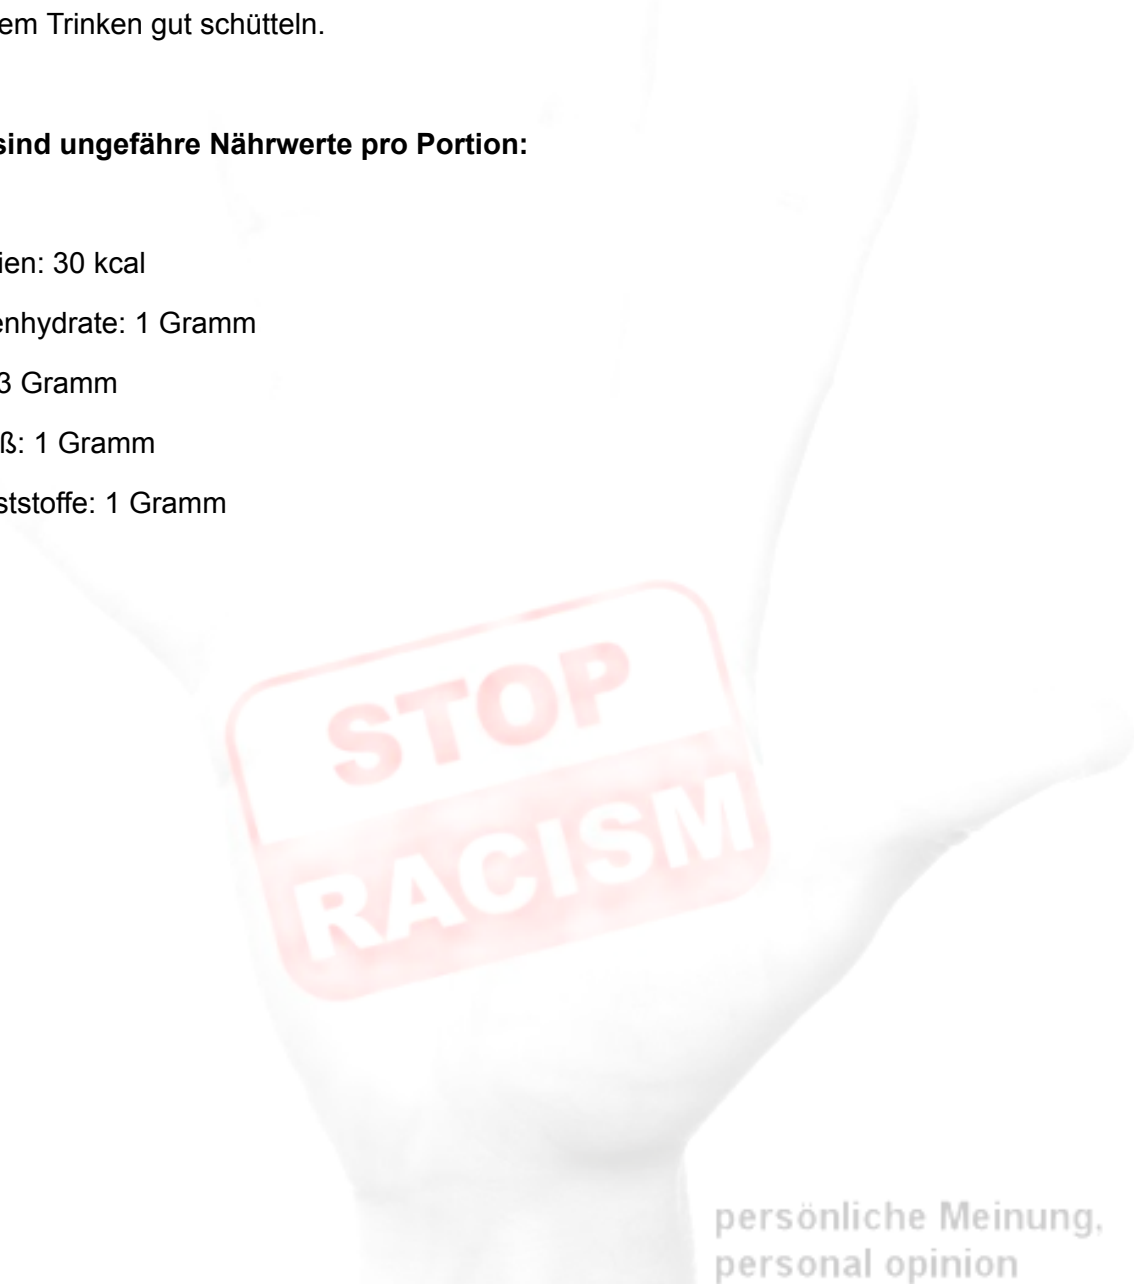 em Trinken gut schütteln.
sind ungefähre Nährwerte pro Portion:
ien: 30 kcal
enhydrate: 1 Gramm
3 Gramm
ß: 1 Gramm
ststoffe: 1 Gramm
STOP
RACISM
persönliche Meinung,
personal opinion